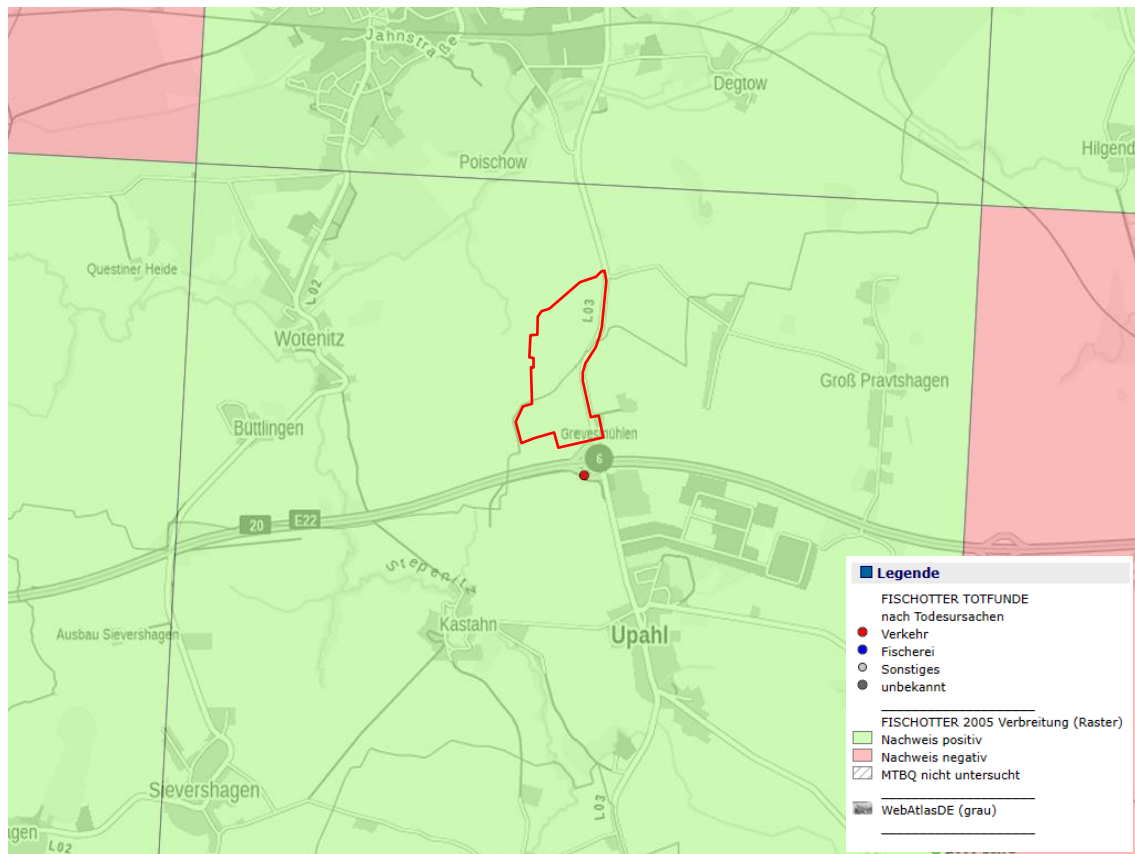 Jahnstraße
Degtow
Poischow
Hilgend
Questiner Heide
L02
L03
Wotenitz
Groß Pravtshagen
Büttlingen
Grevesmühlen
6
20
E22
Stepenitz
Kastahn
Ausbau Sievershagen
Upahl
Sievershagen
L03
gen
L02
Legende
FISCHOTTER TOTFUNDE
nach Todesursachen
Verkehr
Fischerei
Sonstiges
unbekannt
FISCHOTTER 2005 Verbreitung (Raster)
Nachweis positiv
Nachweis negativ
MTBQ nicht untersucht
WebAtlasDE (grau)